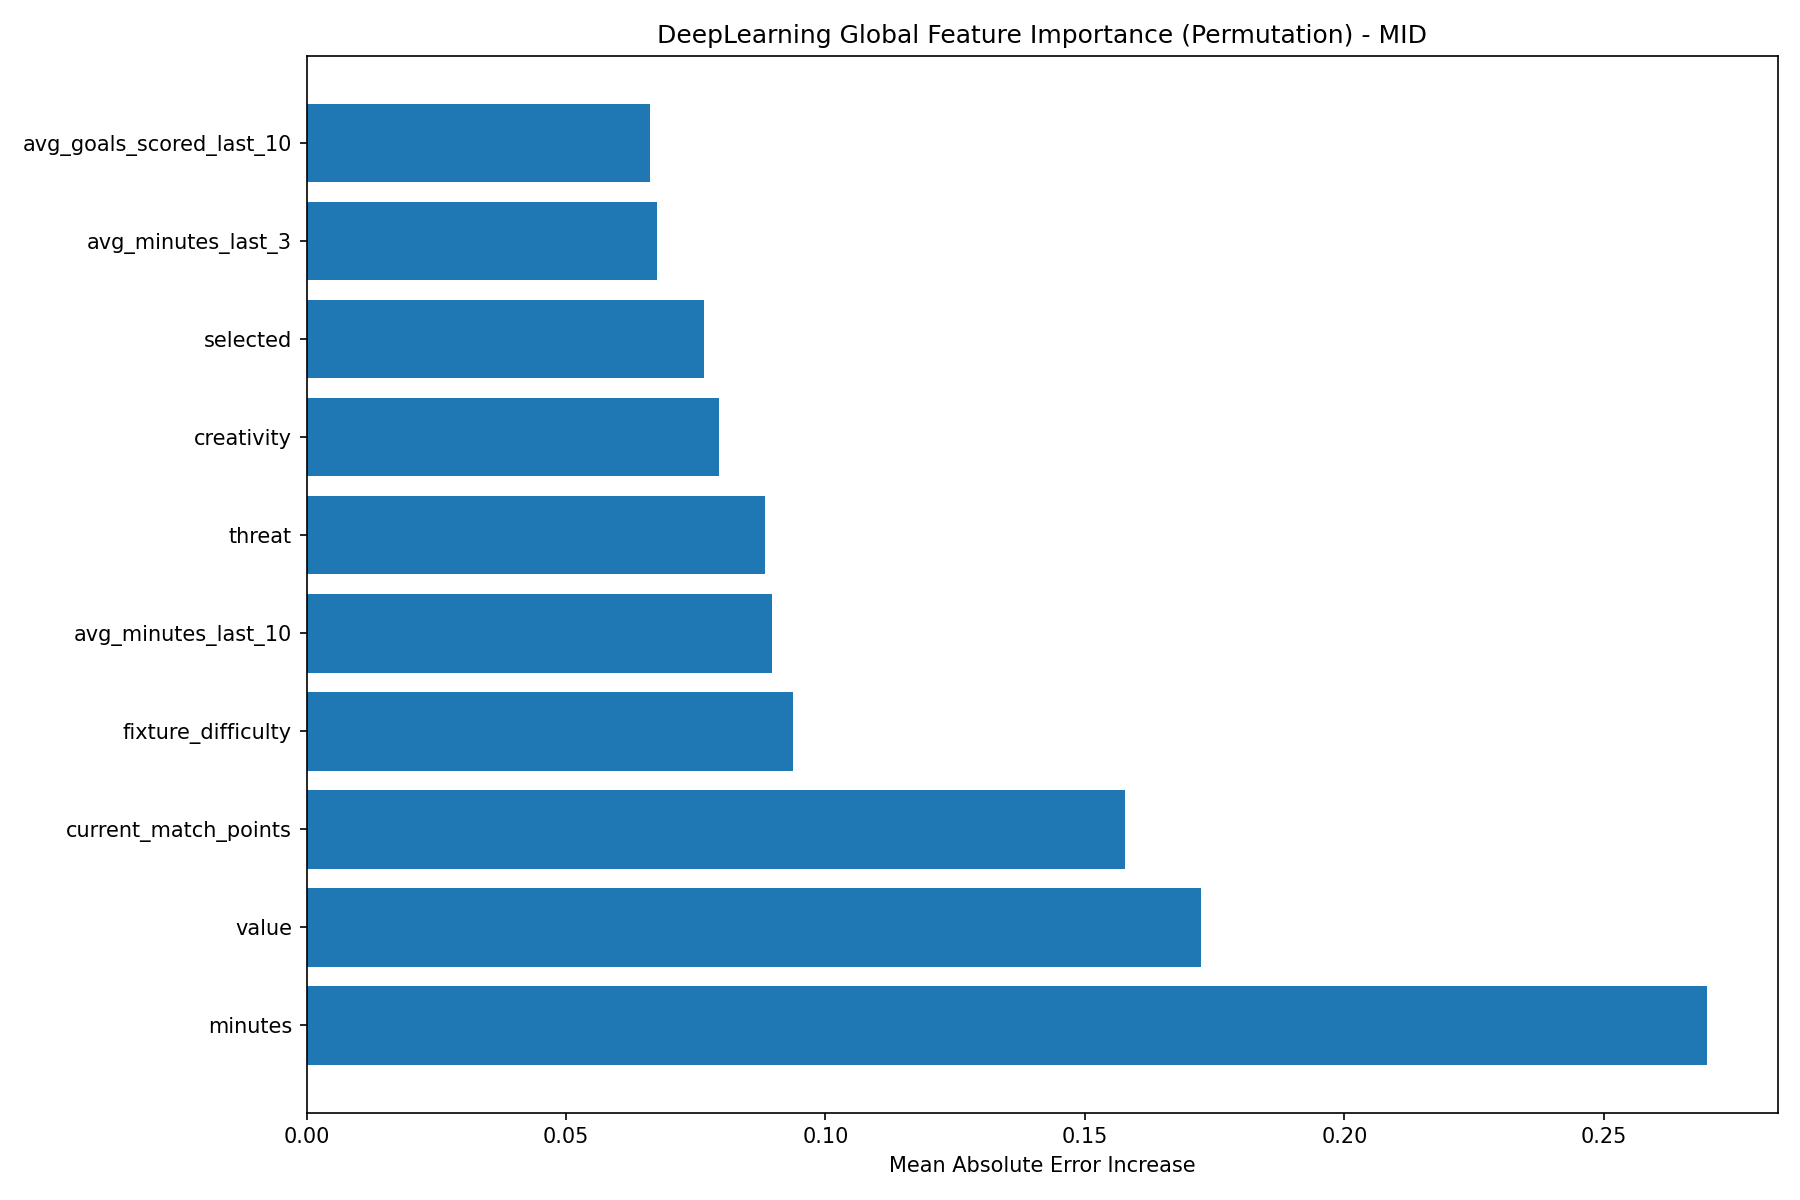 DeepLearning Global Feature Importance (Permutation) - MID
avg_goals_scored_last_10
avg_minutes_last_3
selected
creativity
threat
avg_minutes_last_10
fixture_difficulty
current_match_points
value
minutes
0.00 0.05 0.10 0.15 0.20 0.25
Mean Absolute Error Increase